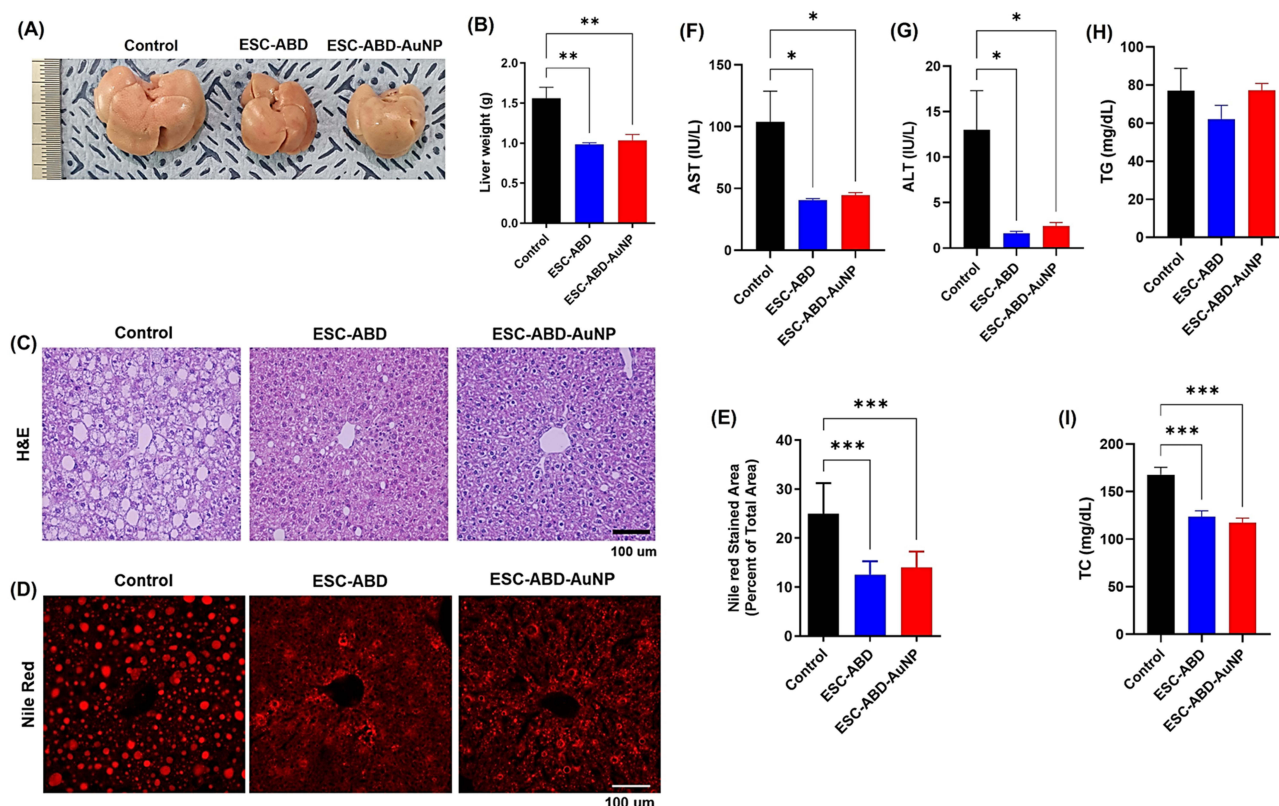 (A)
Control
ESC-ABD
ESC-ABD-AuNP
(B)
**
**
Liver weight (g)
2.0
1.5
1.0
0.5
0.0
Control
ESC-ABD
ESC-ABD-AuNP
(F)
*
*
AST (IU/L)
150
100
50
0
Control
ESC-ABD
ESC-ABD-AuNP
(G)
*
*
ALT (IU/L)
20
15
10
5
0
Control
ESC-ABD
ESC-ABD-AuNP
(H)
TG (mg/dL)
100
80
60
40
20
0
Control
ESC-ABD
ESC-ABD-AuNP
(C)
Control
ESC-ABD
ESC-ABD-AuNP
H&E
100 um
(D)
Control
ESC-ABD
ESC-ABD-AuNP
Nile Red
100 um
(E)
***
***
Nile red Stained Area
(Percent of Total Area)
40
30
20
10
0
Control
ESC-ABD
ESC-ABD-AuNP
(I)
***
***
TC (mg/dL)
200
150
100
50
0
Control
ESC-ABD
ESC-ABD-AuNP